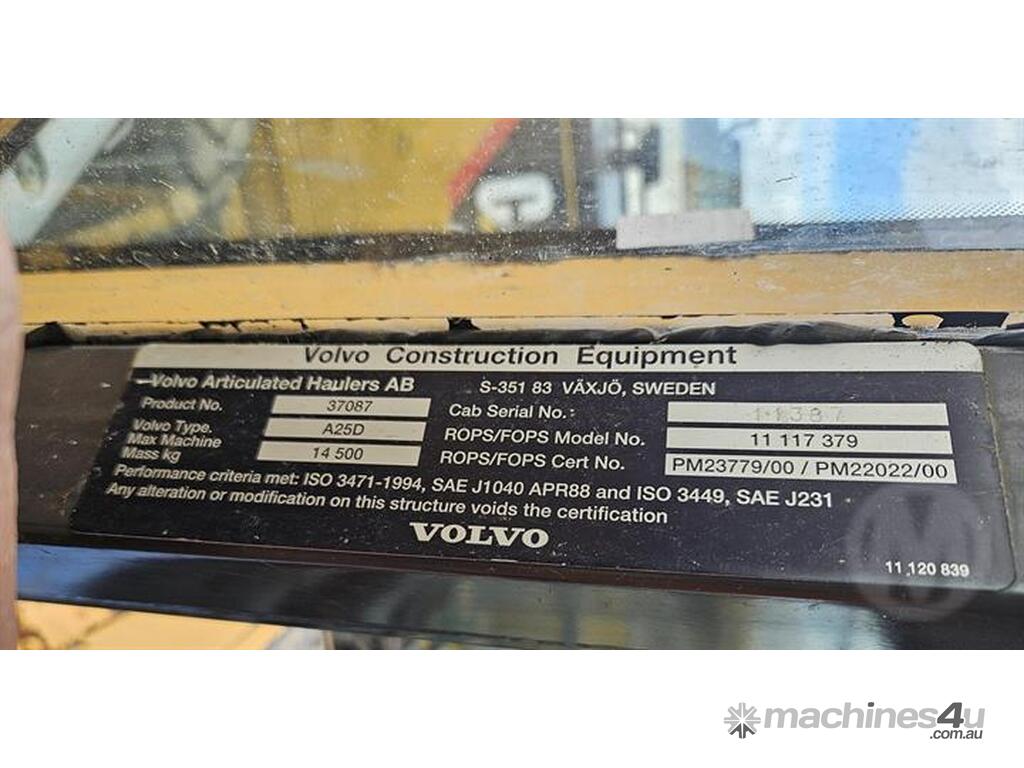 Volvo Construction Equipment
Volvo Articulated Haulers AB S-351 83 VÄXJÖ, SWEDEN
Product No. 37087 Cab Serial No.: 11387
Volvo Type. A25D ROPS/FOPS Model No. 11 117 379
Max Machine
Mass kg 14 500 ROPS/FOPS Cert No. PM23779/00 / PM22022/00
Performance criteria met: ISO 3471-1994, SAE J1040 APR88 and ISO 3449, SAE J231
Any alteration or modification on this structure voids the certification
VOLVO
11 120 839
M
machines4u
.com.au